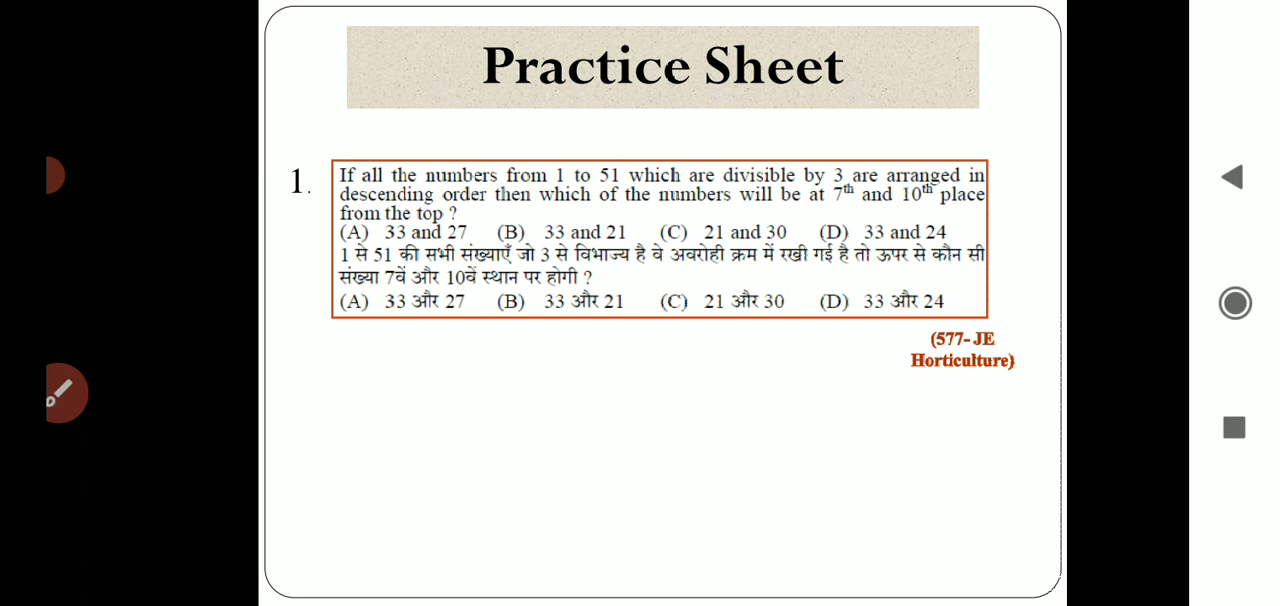 Practice Sheet
1.
If all the numbers from 1 to 51 which are divisible by 3 are arranged in
descending order then which of the numbers will be at 7th and 10th place
from the top ?
(A) 33 and 27 (B) 33 and 21 (C) 21 and 30 (D) 33 and 24
1 से 51 की सभी संख्याएँ जो 3 से विभाज्य है वे अवरोही क्रम में रखी गई है तो ऊपर से कौन सी
संख्या 7वें और 10वें स्थान पर होगी ?
(A) 33 और 27 (B) 33 और 21 (C) 21 और 30 (D) 33 और 24
(577- JE
Horticulture)